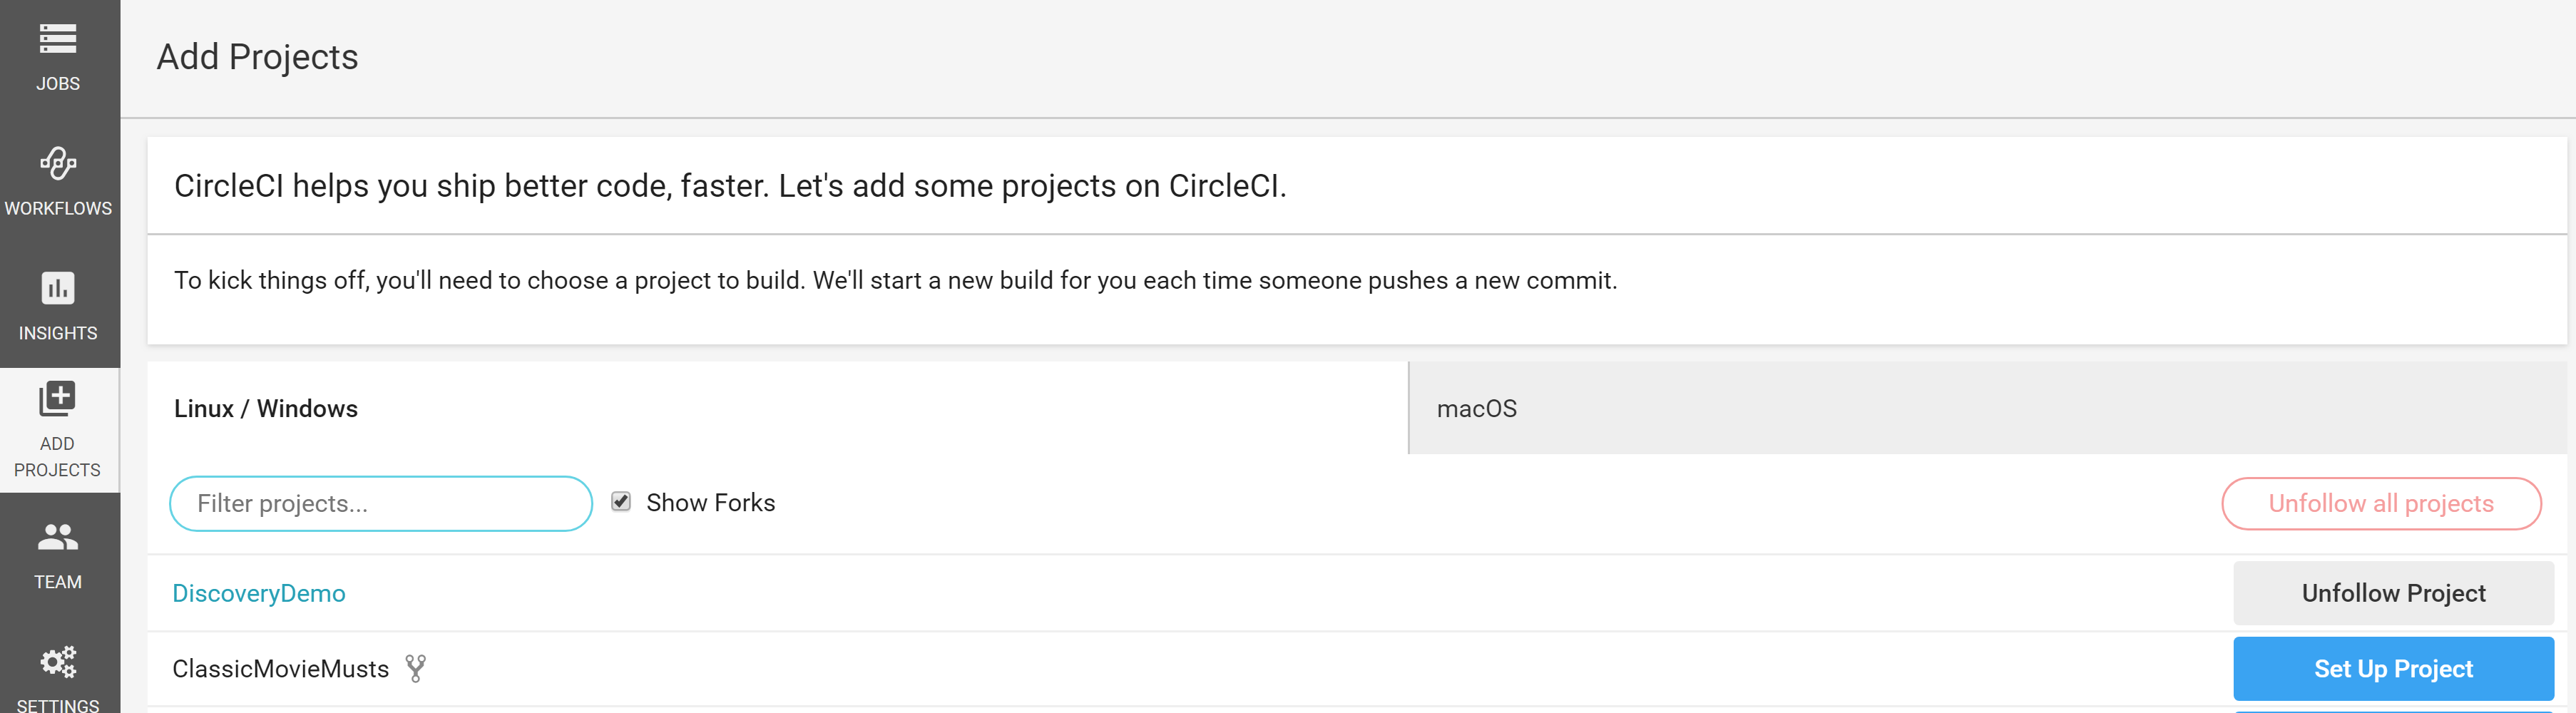 JOBS
WORKFLOWS
INSIGHTS
ADD
PROJECTS
TEAM
SETTINGS
Add Projects
CircleCI helps you ship better code, faster. Let's add some projects on CircleCI.
To kick things off, you'll need to choose a project to build. We'll start a new build for you each time someone pushes a new commit.
Linux / Windows
macOS
Filter projects...
Show Forks
Unfollow all projects
DiscoveryDemo
Unfollow Project
ClassicMovieMusts
Set Up Project